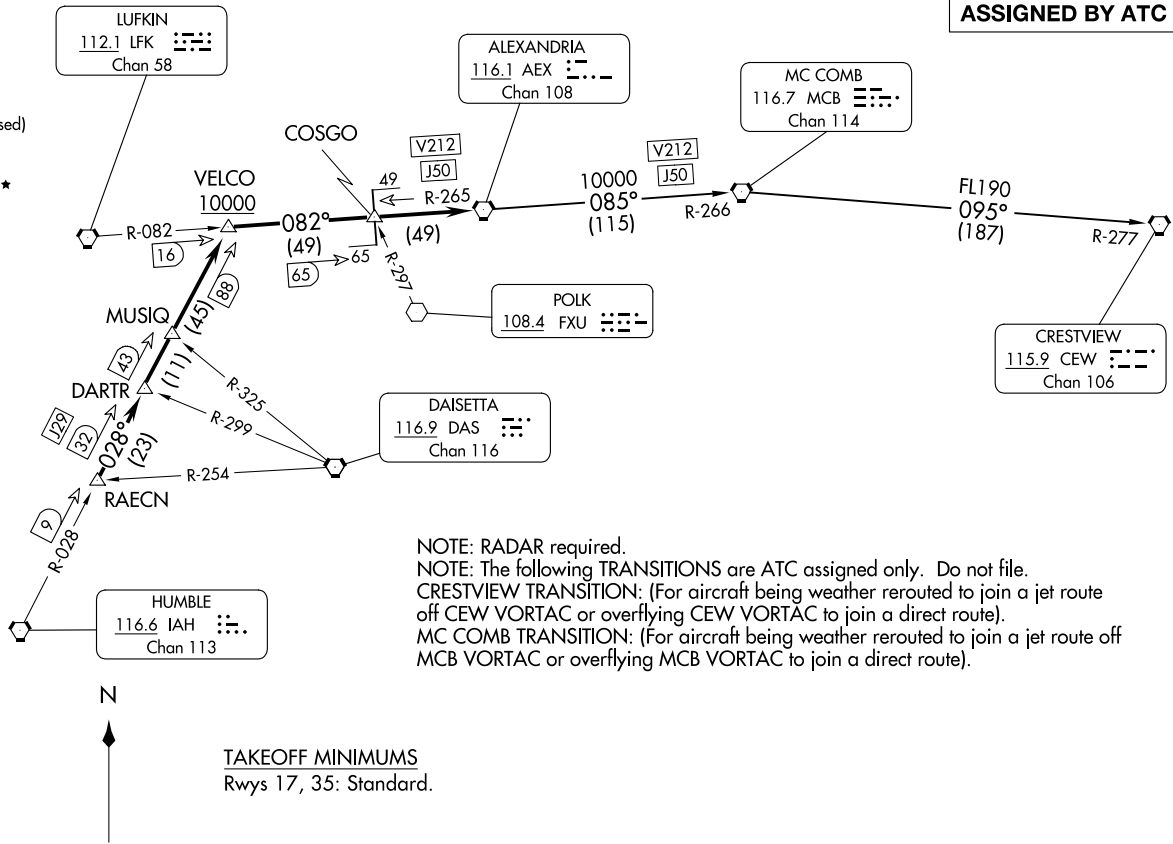 ASSIGNED BY ATC
LUFKIN
112.1 LFK
Chan 58
ALEXANDRIA
116.1 AEX
Chan 108
MC COMB
116.7 MCB
Chan 114
sed)
COSGO
V212
J50
V212
J50
VELCO
10000
49
R-265
10000
085°
(115)
R-266
FL190
095°
(187)
R-277
R-082
16
082°
(49)
(49)
65
65
R-297
88
POLK
108.4 FXU
MUSIQ
(45)
CRESTVIEW
115.9 CEW
Chan 106
43
(11)
DARTR
R-325
R-299
DAISETTA
116.9 DAS
Chan 116
J29
32
028°
(23)
R-254
RAECN
9
R-028
HUMBLE
116.6 IAH
Chan 113
NOTE: RADAR required.
NOTE: The following TRANSITIONS are ATC assigned only. Do not file.
CRESTVIEW TRANSITION: (For aircraft being weather rerouted to join a jet route
off CEW VORTAC or overflying CEW VORTAC to join a direct route).
MC COMB TRANSITION: (For aircraft being weather rerouted to join a jet route off
MCB VORTAC or overflying MCB VORTAC to join a direct route).
N
TAKEOFF MINIMUMS
Rwys 17, 35: Standard.